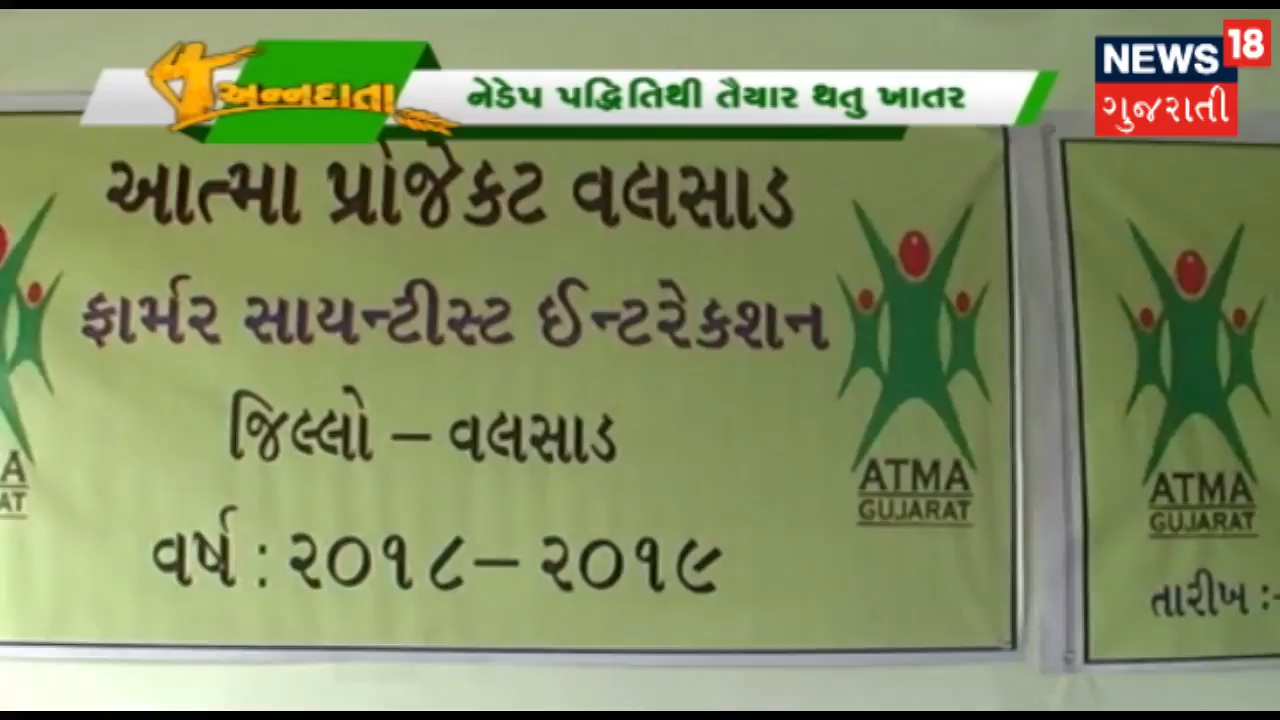 NEWS 18
ગુજરાતી
અન્નદાતા
નેડેપ પદ્ધિતિથી તૈયાર થતુ ખાતર
આત્મા પ્રોજેકટ વલસાડ
ફાર્મર સાયન્ટીસ્ટ ઈન્ટરેકશન
જિલ્લો – વલસાડ
વર્ષ : ૨૦૧૮ – ૨૦૧૯
ATMA
GUJARAT
ATMA
GUJARAT
તારીખ :-